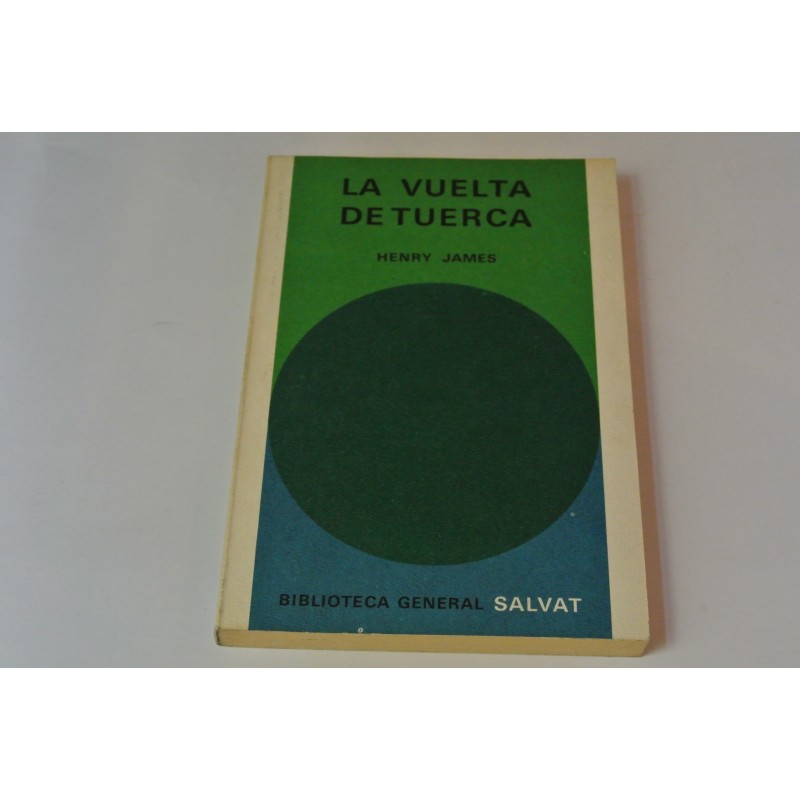 LA VUELTA
DE TUERCA
HENRY JAMES
BIBLIOTECA GENERAL SALVAT